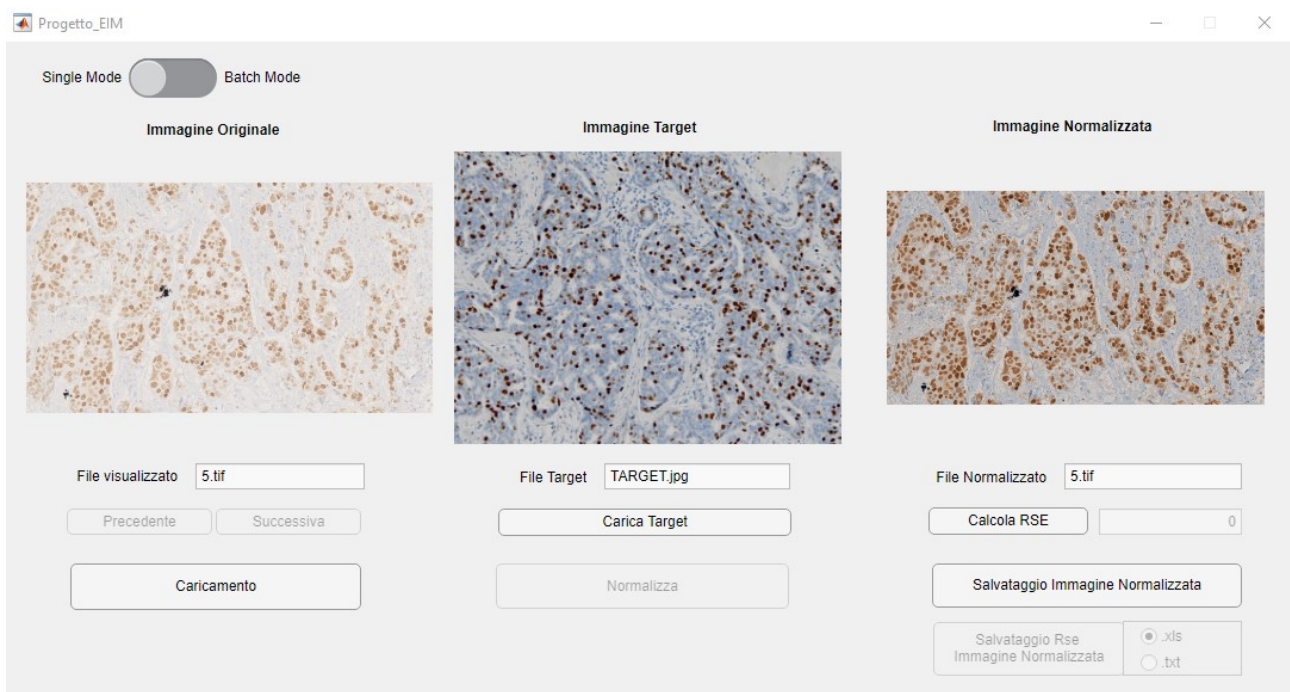 Progetto_EIM
Single Mode Batch Mode
Immagine Originale
Immagine Target
Immagine Normalizzata
File visualizzato 5.tif
File Target TARGET.jpg
File Normalizzato 5.tif
Precedente Successiva
Carica Target
Calcola RSE 0
Caricamento
Normalizza
Salvataggio Immagine Normalizzata
Salvataggio Rse
Immagine Normalizzata
.xls
.txt